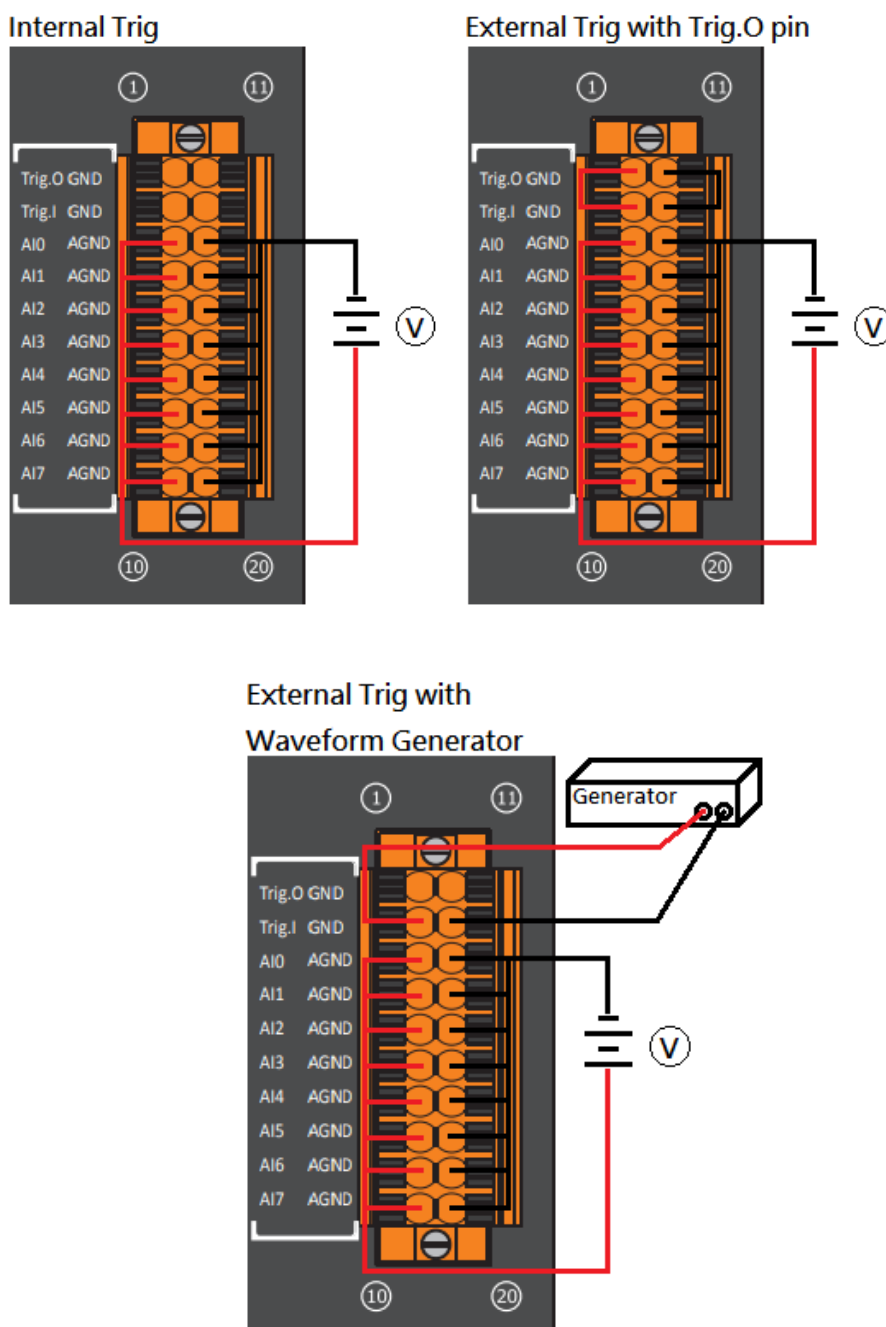 Internal Trig
① ⑪
Trig.O GND
Trig.I GND
AI0 AGND
AI1 AGND
AI2 AGND
AI3 AGND
AI4 AGND
AI5 AGND
AI6 AGND
AI7 AGND
V
⑩ ⑳
External Trig with Trig.O pin
① ⑪
Trig.O GND
Trig.I GND
AI0 AGND
AI1 AGND
AI2 AGND
AI3 AGND
AI4 AGND
AI5 AGND
AI6 AGND
AI7 AGND
V
⑩ ⑳
External Trig with
Waveform Generator
① ⑪
Generator
Trig.O GND
Trig.I GND
AI0 AGND
AI1 AGND
AI2 AGND
AI3 AGND
AI4 AGND
AI5 AGND
AI6 AGND
AI7 AGND
V
⑩ ⑳